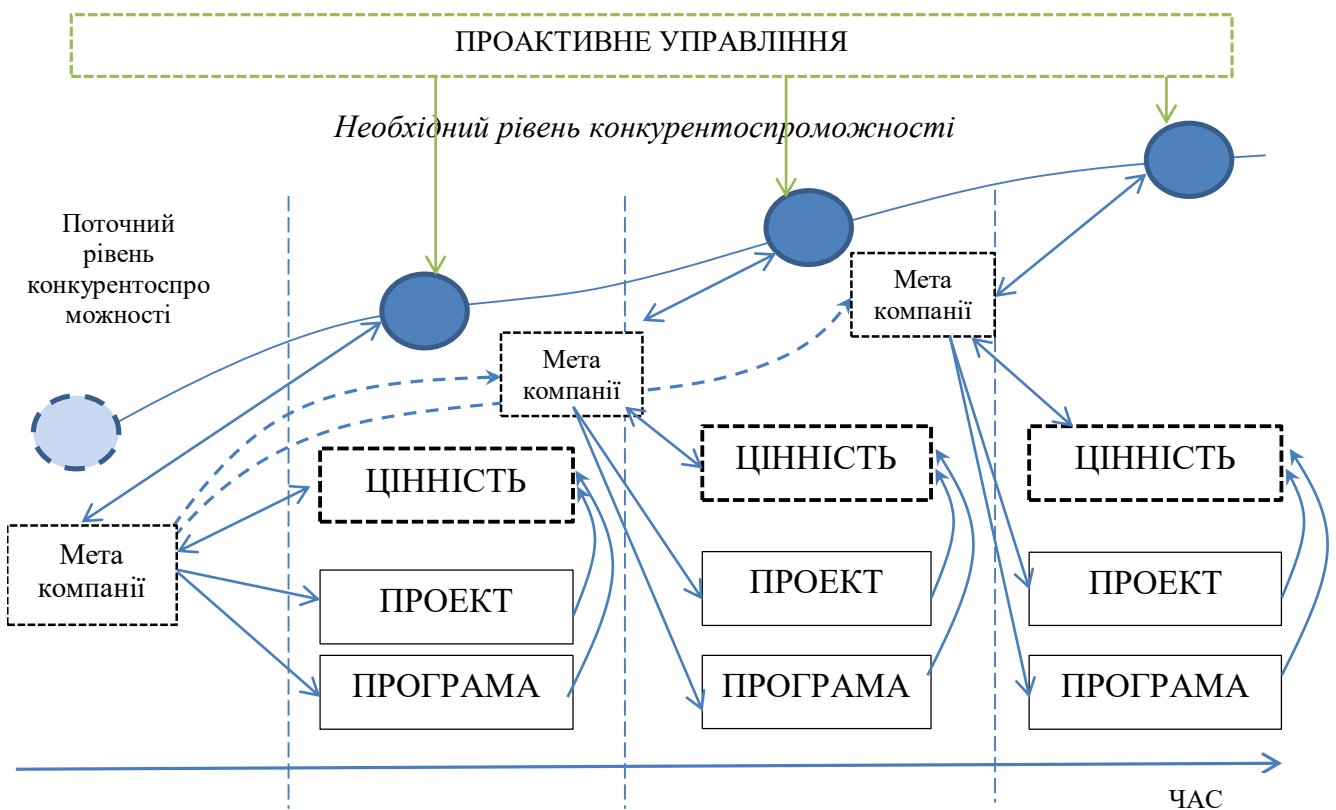 ПРОАКТИВНЕ УПРАВЛІННЯ
Необхідний рівень конкурентоспроможності
Поточний
рівень
конкурентоспро
можності
Мета
компанії
Мета
компанії
Мета
компанії
ЦІННІСТЬ
ЦІННІСТЬ
ЦІННІСТЬ
ПРОЕКТ
ПРОЕКТ
ПРОЕКТ
ПРОГРАМА
ПРОГРАМА
ПРОГРАМА
ЧАС